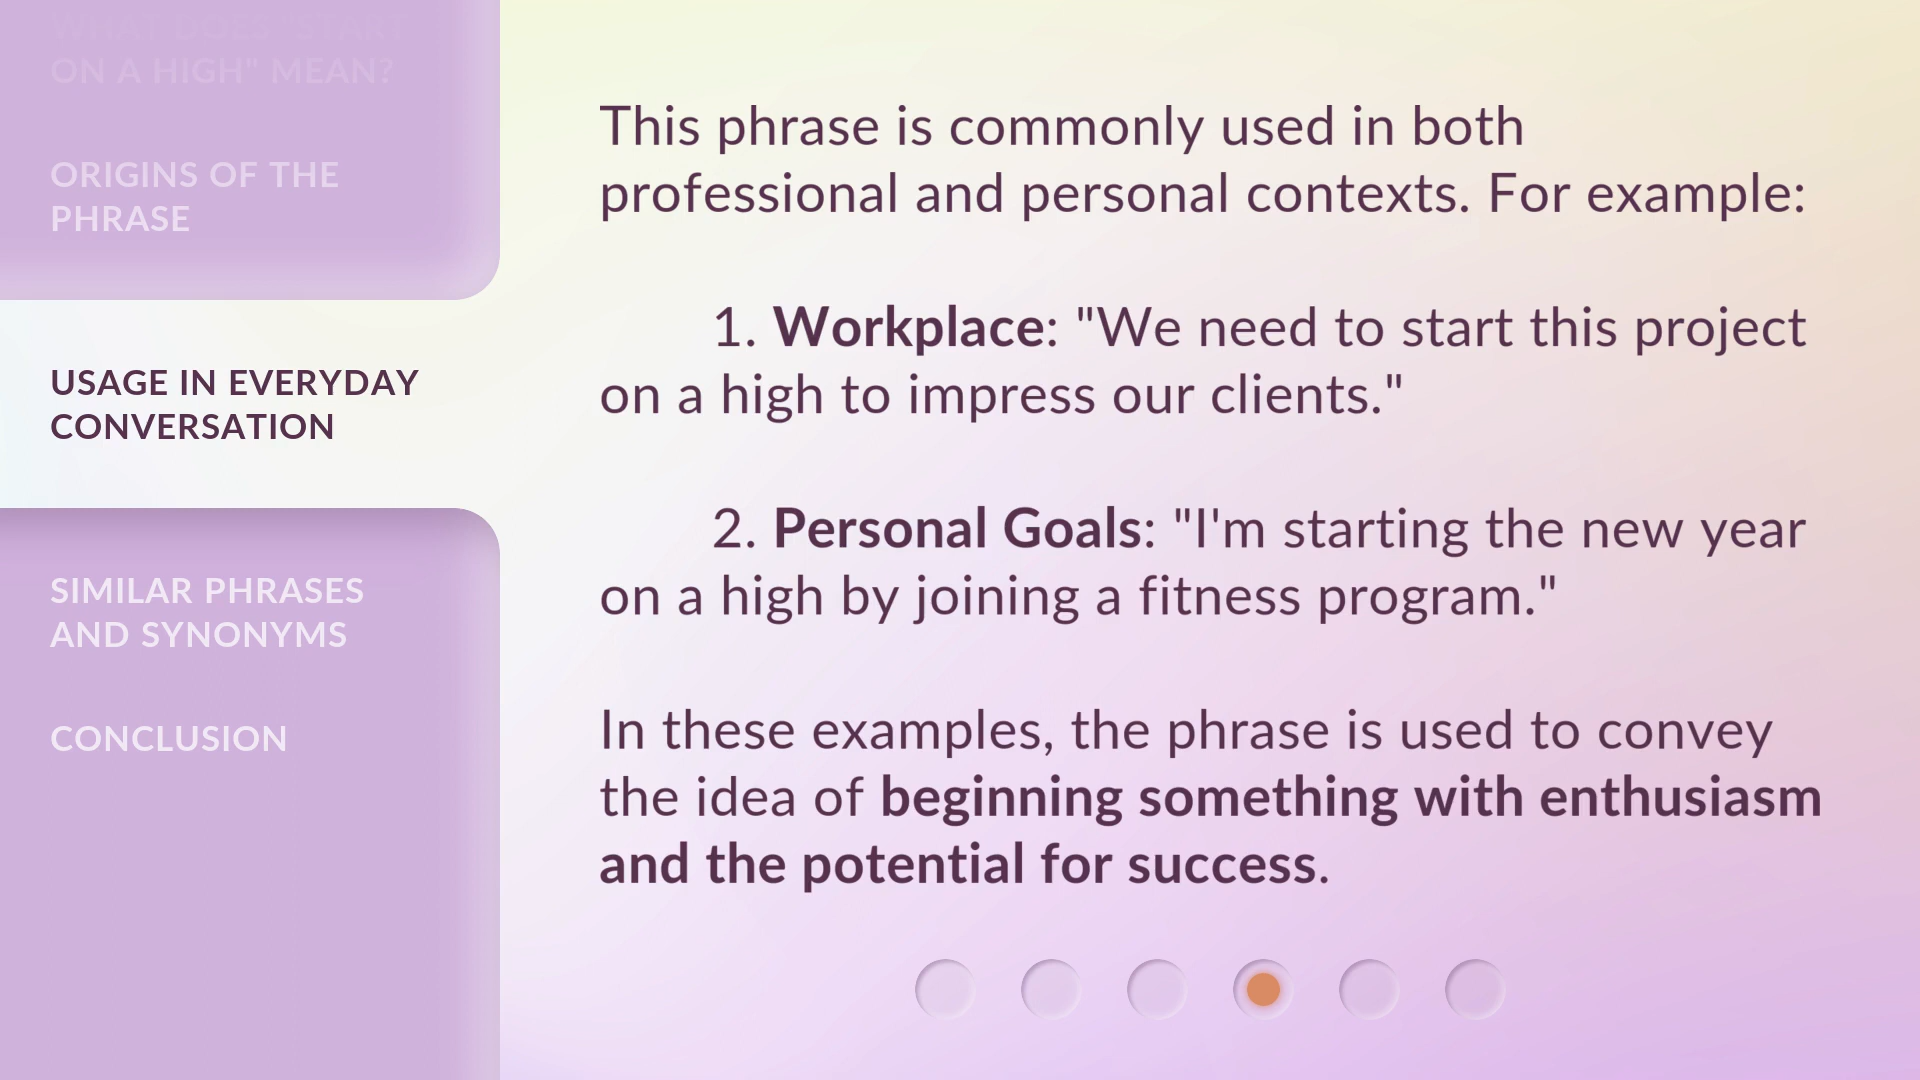 WHAT DOES "START
ON A HIGH" MEAN?
ORIGINS OF THE
PHRASE
USAGE IN EVERYDAY
CONVERSATION
SIMILAR PHRASES
AND SYNONYMS
CONCLUSION
This phrase is commonly used in both
professional and personal contexts. For example:
1. Workplace: "We need to start this project
on a high to impress our clients."
2. Personal Goals: "I'm starting the new year
on a high by joining a fitness program."
In these examples, the phrase is used to convey
the idea of beginning something with enthusiasm
and the potential for success.